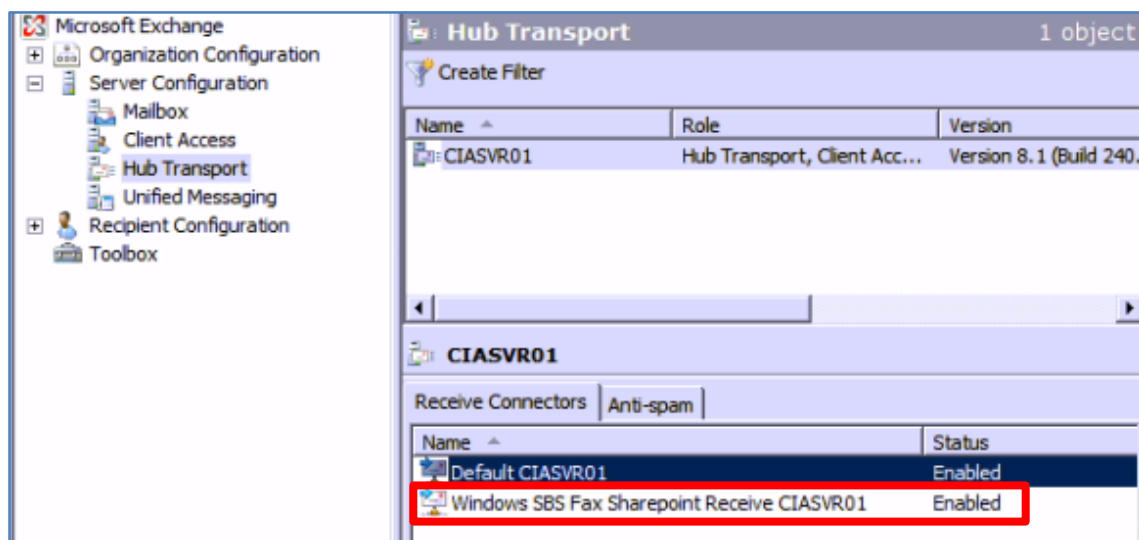 Microsoft Exchange
Organization Configuration
Server Configuration
Mailbox
Client Access
Hub Transport
Unified Messaging
Recipient Configuration
Toolbox
Hub Transport 1 object
Create Filter
Name Role Version
CIASVR01 Hub Transport, Client Acc... Version 8.1 (Build 240.
CIASVR01
Receive Connectors Anti-spam
Name Status
Default CIASVR01 Enabled
Windows SBS Fax Sharepoint Receive CIASVR01 Enabled